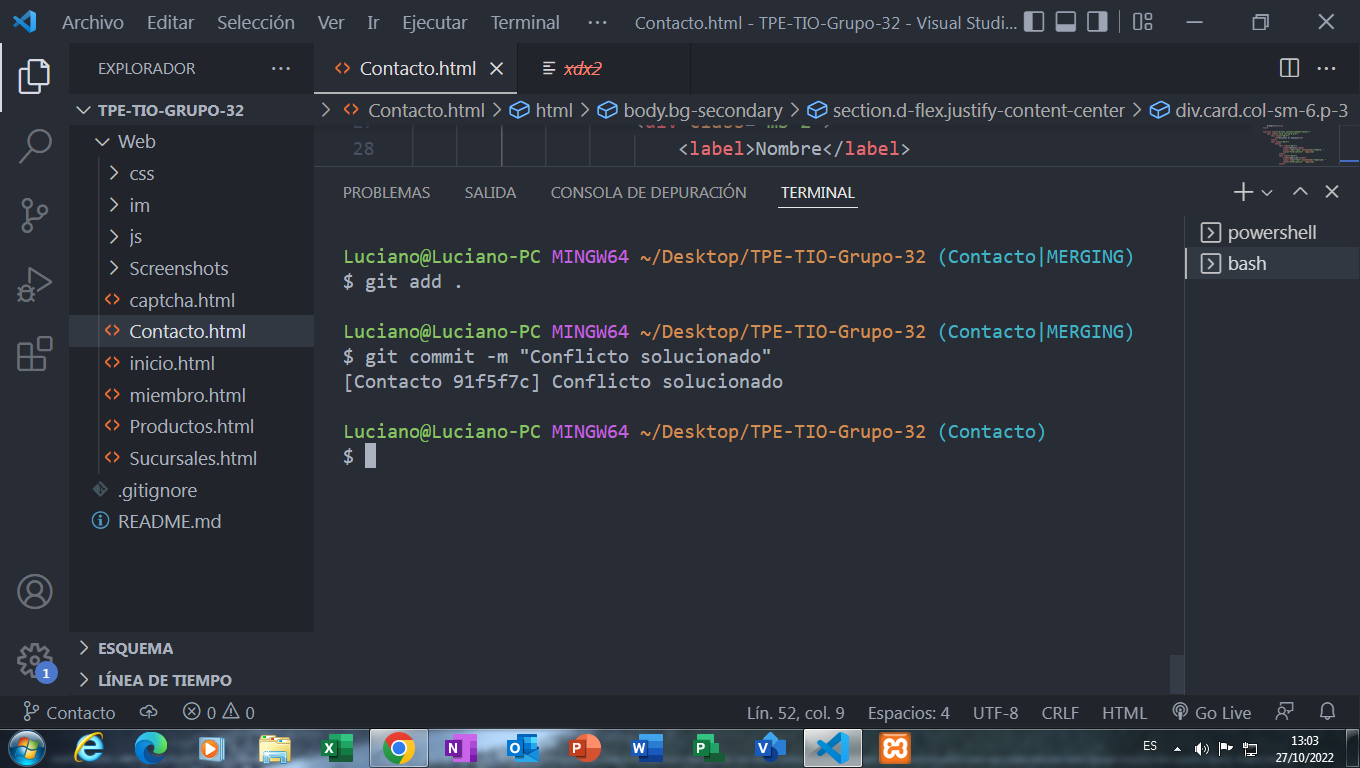 Archivo Editar Selección Ver Ir Ejecutar Terminal ··· Contacto.html - TPE-TIO-Grupo-32 - Visual Studi...
EXPLORADOR ···
Contacto.html
xdx2
TPE-TIO-GRUPO-32
Contacto.html > html > body.bg-secondary > section.d-flex.justify-content-center > div.card.col-sm-6.p-3
Web
css
im
js
Screenshots
captcha.html
Contacto.html
inicio.html
miembro.html
Productos.html
Sucursales.html
.gitignore
README.md
ESQUEMA
LÍNEA DE TIEMPO
28 <label>Nombre</label>
PROBLEMAS SALIDA CONSOLA DE DEPURACIÓN TERMINAL
powershell
bash
Luciano@Luciano-PC MINGW64 ~/Desktop/TPE-TIO-Grupo-32 (Contacto|MERGING)
$ git add .
Luciano@Luciano-PC MINGW64 ~/Desktop/TPE-TIO-Grupo-32 (Contacto|MERGING)
$ git commit -m "Conflicto solucionado"
[Contacto 91f5f7c] Conflicto solucionado
Luciano@Luciano-PC MINGW64 ~/Desktop/TPE-TIO-Grupo-32 (Contacto)
$
1
Contacto 0 0 Lín. 52, col. 9 Espacios: 4 UTF-8 CRLF HTML Go Live
ES
13:03
27/10/2022